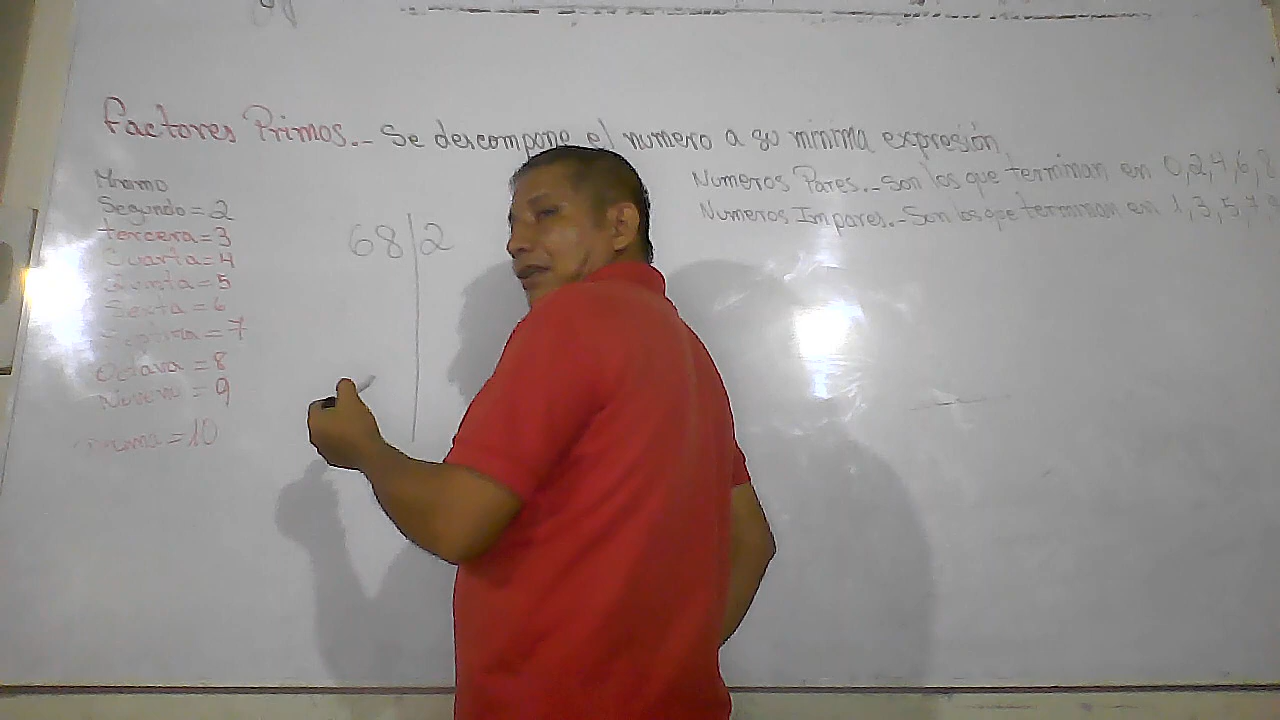 Factores Primos.- Se descompone el numero a su minima expresión
Numeros Pares.- Son los que terminan en 0,2,4,6,8
Numeros Impares.- Son los que terminan en 1,3,5,7,9
Segundo = 2
tercera = 3
Cuarta = 4
Quinta = 5
Sexta = 6
= 7
Octava = 8
= 9
= 10
68 | 2